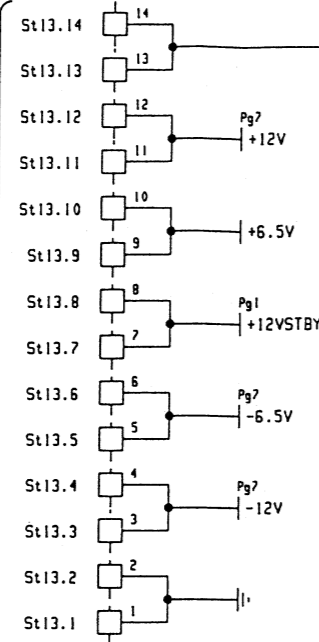 St13.14 14
St13.13 13
St13.12 12
Pg7
+12V
St13.11 11
St13.10 10
+6.5V
St13.9 9
St13.8 8
Pg1
+12VSTBY
St13.7 7
St13.6 6
Pg7
-6.5V
St13.5 5
St13.4 4
Pg7
-12V
St13.3 3
St13.2 2
St13.1 1